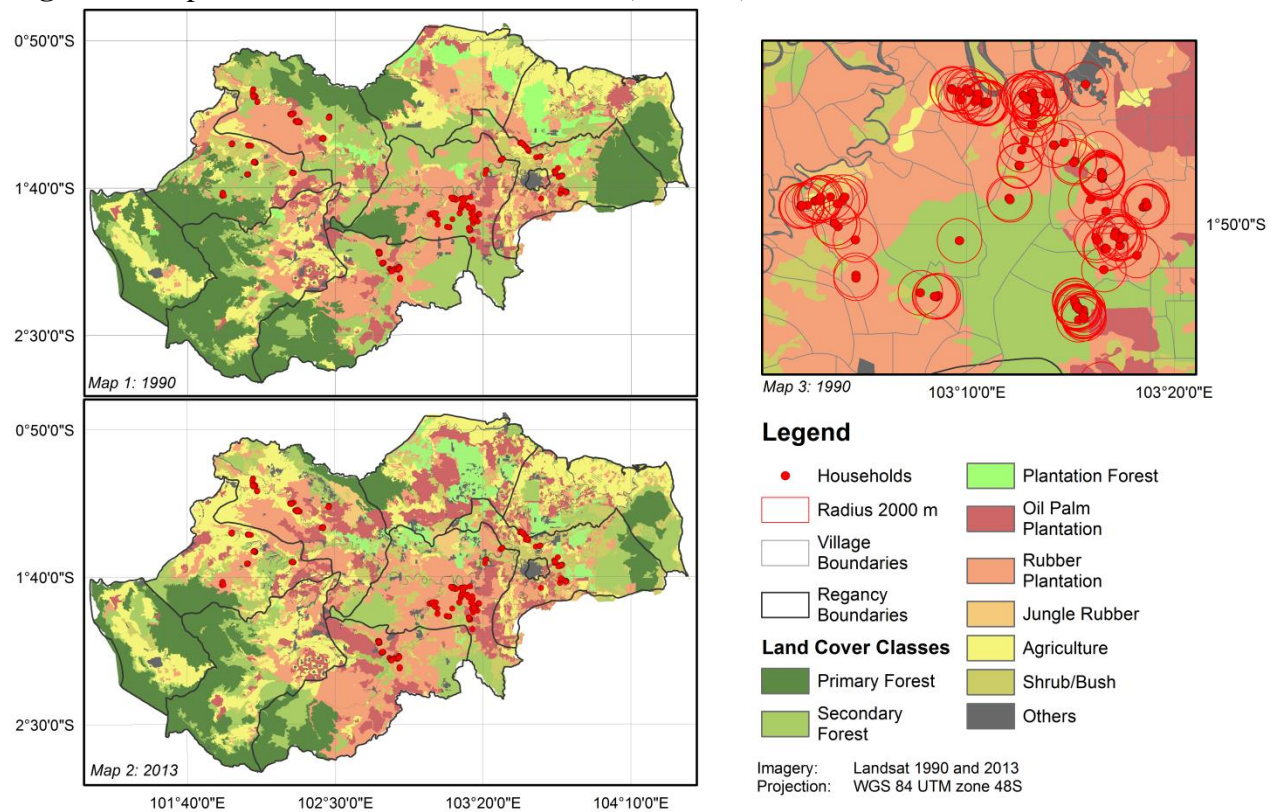 0°50'0"S
1°40'0"S
2°30'0"S
Map 1: 1990
0°50'0"S
1°40'0"S
2°30'0"S
Map 2: 2013
101°40'0"E
102°30'0"E
103°20'0"E
104°10'0"E
1°50'0"S
Map 3: 1990
103°10'0"E
103°20'0"E
Legend
Households
Radius 2000 m
Village
Boundaries
Regancy
Boundaries
Land Cover Classes
Primary Forest
Secondary
Forest
Plantation Forest
Oil Palm
Plantation
Rubber
Plantation
Jungle Rubber
Agriculture
Shrub/Bush
Others
Imagery: Landsat 1990 and 2013
Projection: WGS 84 UTM zone 48S